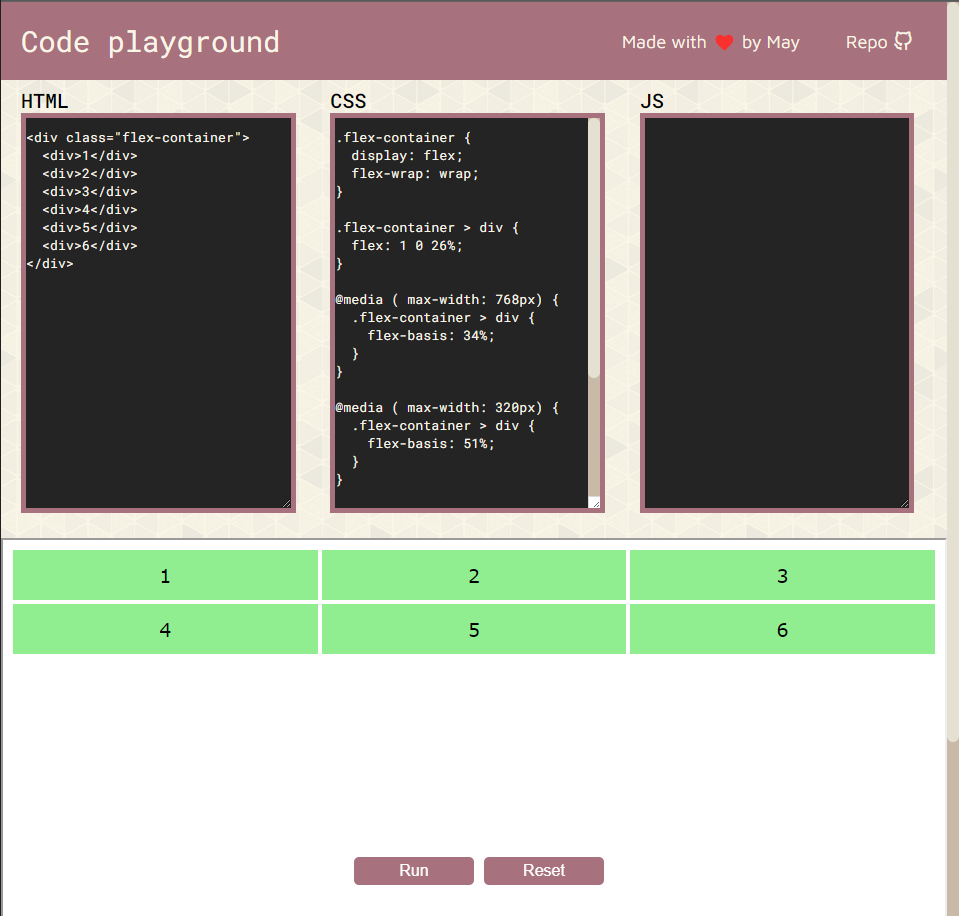 Code playground
Made with ❤ by May
Repo
HTML
<div class="flex-container">
  <div>1</div>
  <div>2</div>
  <div>3</div>
  <div>4</div>
  <div>5</div>
  <div>6</div>
</div>
CSS
.flex-container {
  display: flex;
  flex-wrap: wrap;
}
.flex-container > div {
  flex: 1 0 26%;
}
@media ( max-width: 768px) {
  .flex-container > div {
    flex-basis: 34%;
  }
}
@media ( max-width: 320px) {
  .flex-container > div {
    flex-basis: 51%;
  }
}
JS
1 2 3
4 5 6
Run Reset